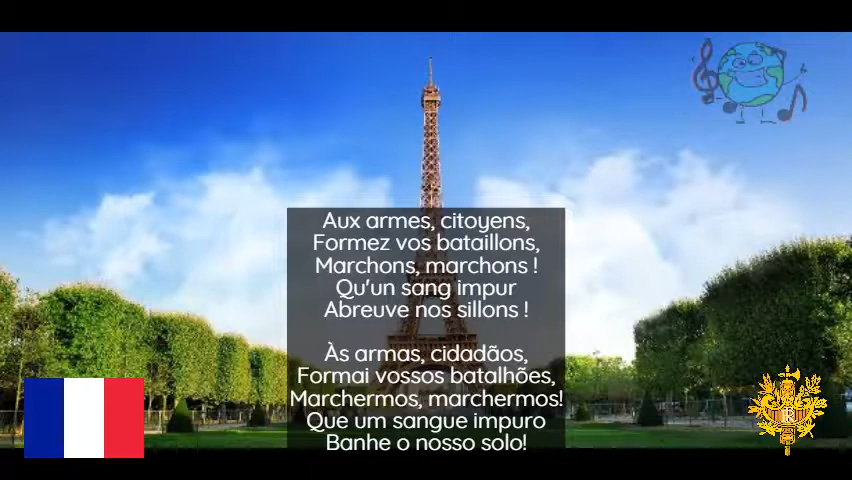 Aux armes, citoyens,
Formez vos bataillons,
Marchons, marchons !
Qu'un sang impur
Abreuve nos sillons !
Às armas, cidadãos,
Formai vossos batalhões,
Marchermos, marchermos!
Que um sangue impuro
Banhe o nosso solo!